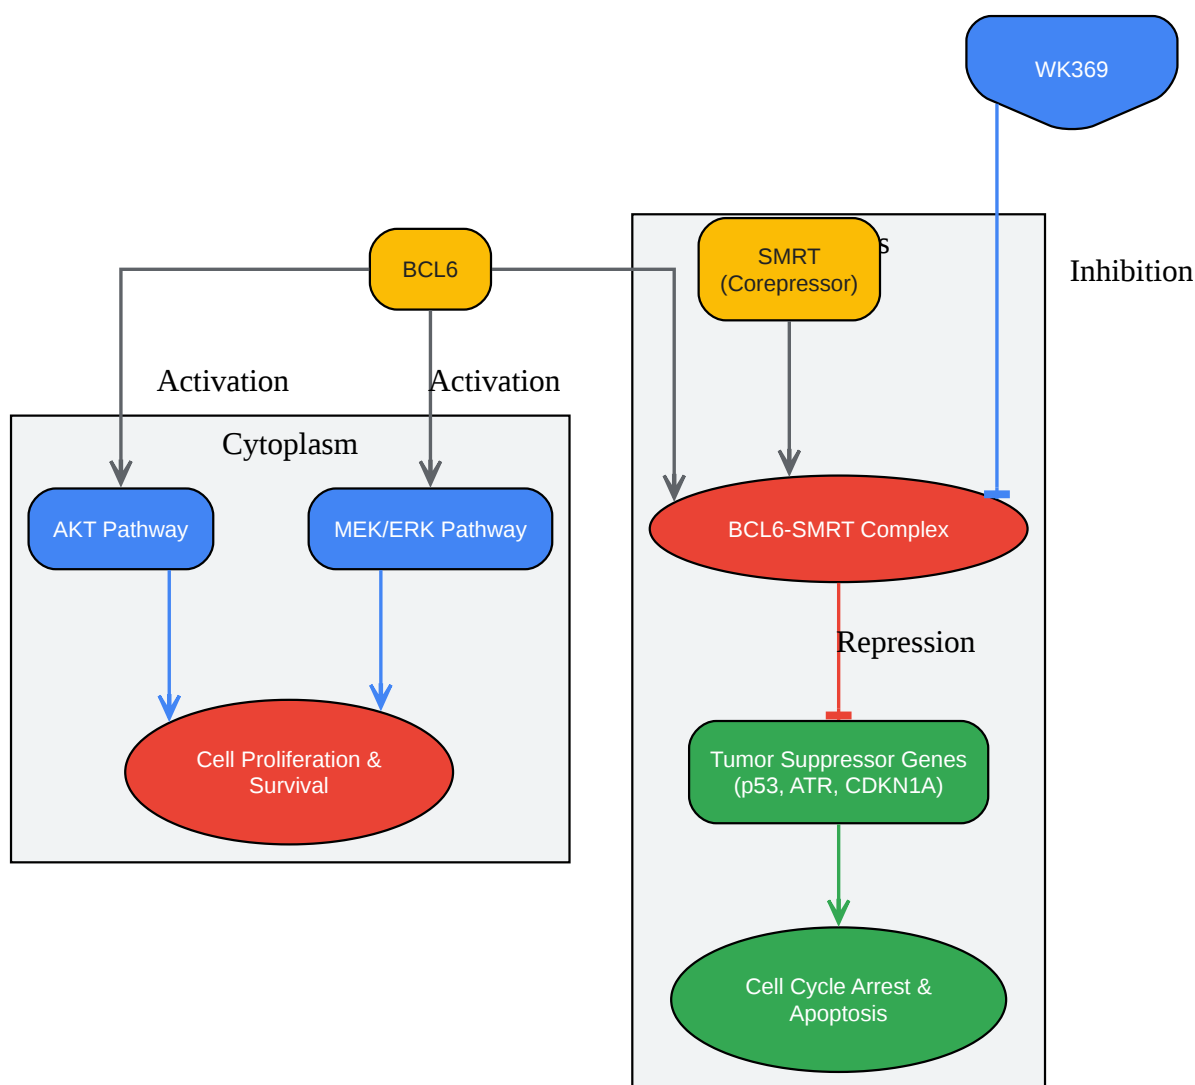 WK369
BCL6
SMRT
(Corepressor)
s
Inhibition
Activation
Activation
Cytoplasm
AKT Pathway
MEK/ERK Pathway
BCL6-SMRT Complex
Repression
Cell Proliferation &
Survival
Tumor Suppressor Genes
(p53, ATR, CDKN1A)
Cell Cycle Arrest &
Apoptosis